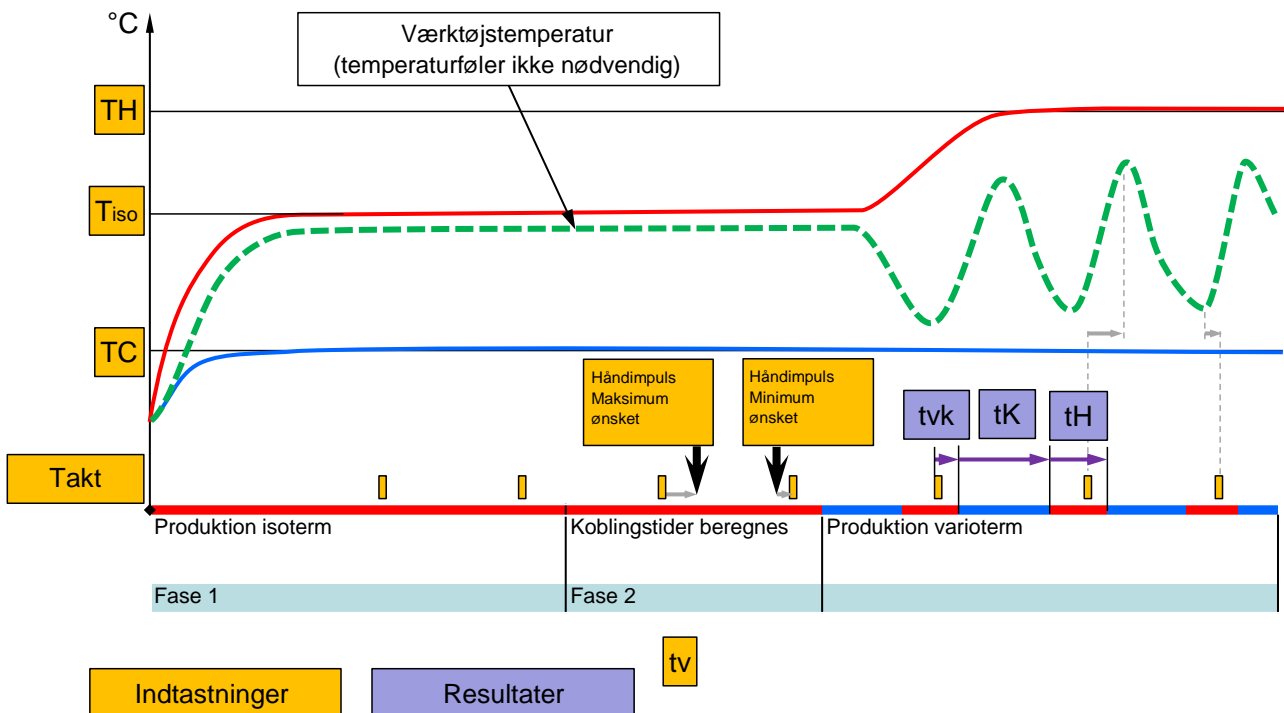 °C
Værktøjstemperatur
(temperaturføler ikke nødvendig)
TH
Tiso
TC
Håndimpuls
Maksimum
ønsket
Håndimpuls
Minimum
ønsket
tvk
tK
tH
Takt
Produktion isoterm
Koblingstider beregnes
Produktion varioterm
Fase 1
Fase 2
tv
Indtastninger
Resultater